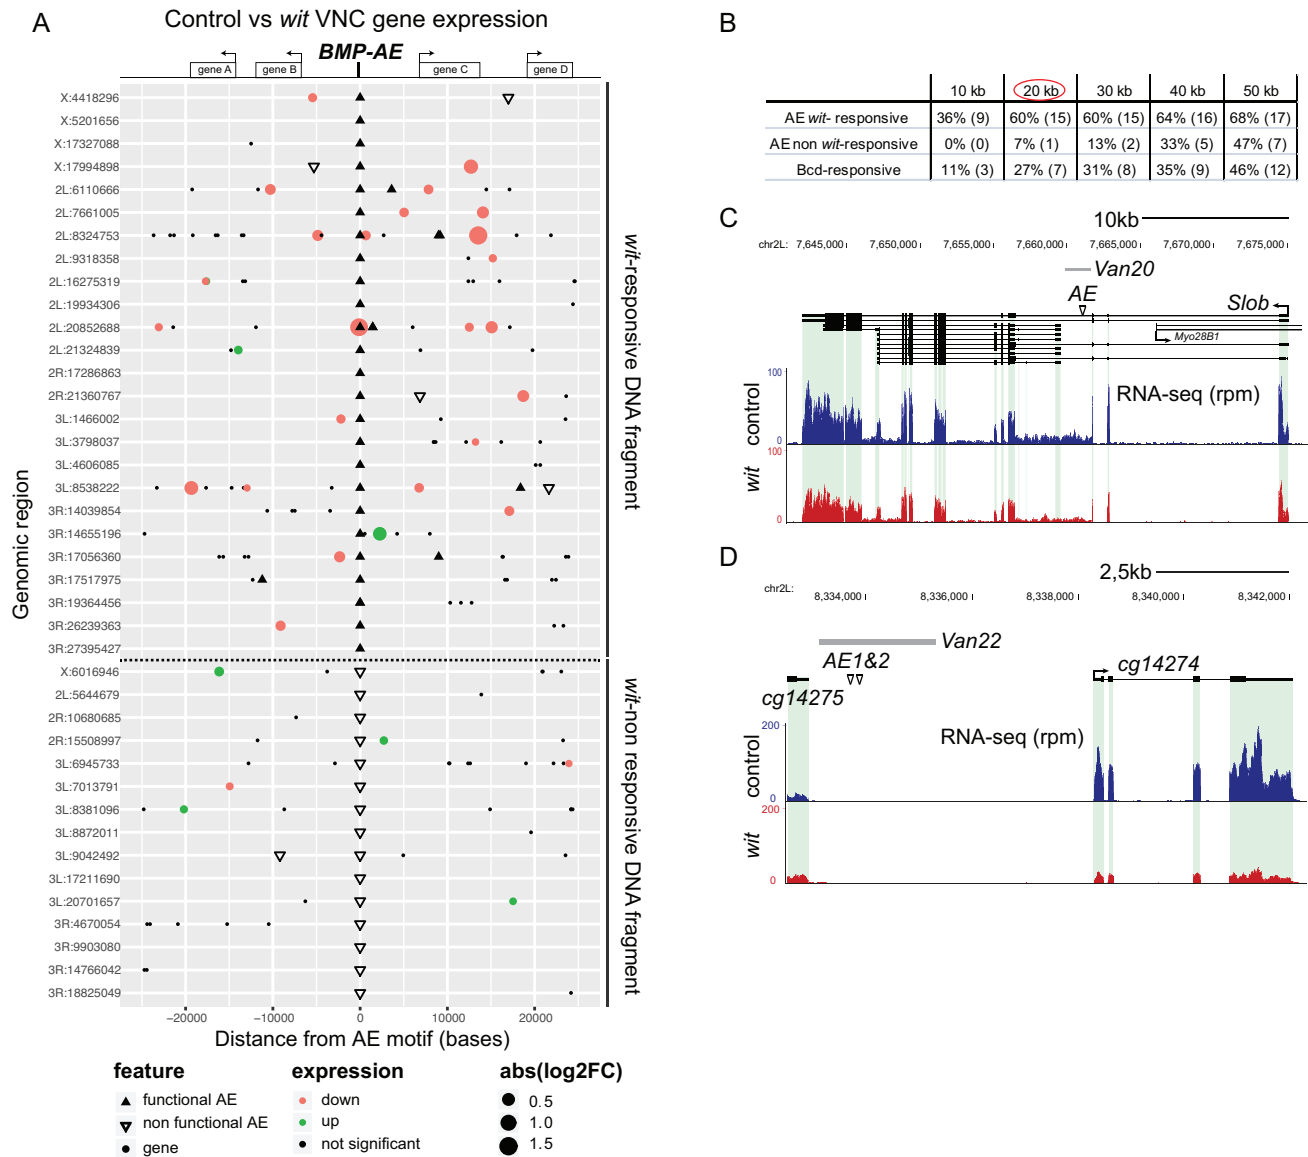 A
Control vs wit VNC gene expression
BMP-AE
gene A
gene B
gene C
gene D
X:4418296
X:5201656
X:17327088
X:17994898
2L:6110666
2L:7661005
2L:8324753
2L:9318358
2L:16275319
2L:19934306
2L:20852688
2L:21324839
2R:17286863
2R:21360767
3L:1466002
3L:3798037
3L:4606085
3L:8538222
3R:14039854
3R:14655196
3R:17056360
3R:17517975
3R:19364456
3R:26239363
3R:27395427
X:6016946
2L:5644679
2R:10680685
2R:15508997
3L:6945733
3L:7013791
3L:8381096
3L:8872011
3L:9042492
3L:17211690
3L:20701657
3R:4670054
3R:9903080
3R:14766042
3R:18825049
Genomic region
wit-responsive DNA fragment
wit-non responsive DNA fragment
−20000 −10000 0 10000 20000
Distance from AE motif (bases)
feature
functional AE
non functional AE
gene
expression
down
up
not significant
abs(log2FC)
0.5
1.0
1.5
B
10 kb 20 kb 30 kb 40 kb 50 kb
AE wit- responsive 36% (9) 60% (15) 60% (15) 64% (16) 68% (17)
AE non wit-responsive 0% (0) 7% (1) 13% (2) 33% (5) 47% (7)
Bcd-responsive 11% (3) 27% (7) 31% (8) 35% (9) 46% (12)
C
10kb
chr2L: 7,645,000 7,650,000 7,655,000 7,660,000 7,665,000 7,670,000 7,675,000
Van20
AE
Slob
Myo28B1
100
RNA-seq (rpm)
control
0
100
wit
0
D
2,5kb
chr2L: 8,334,000 8,336,000 8,338,000 8,340,000 8,342,000
Van22
AE1&2
cg14274
cg14275
200
RNA-seq (rpm)
control
0
200
wit
0